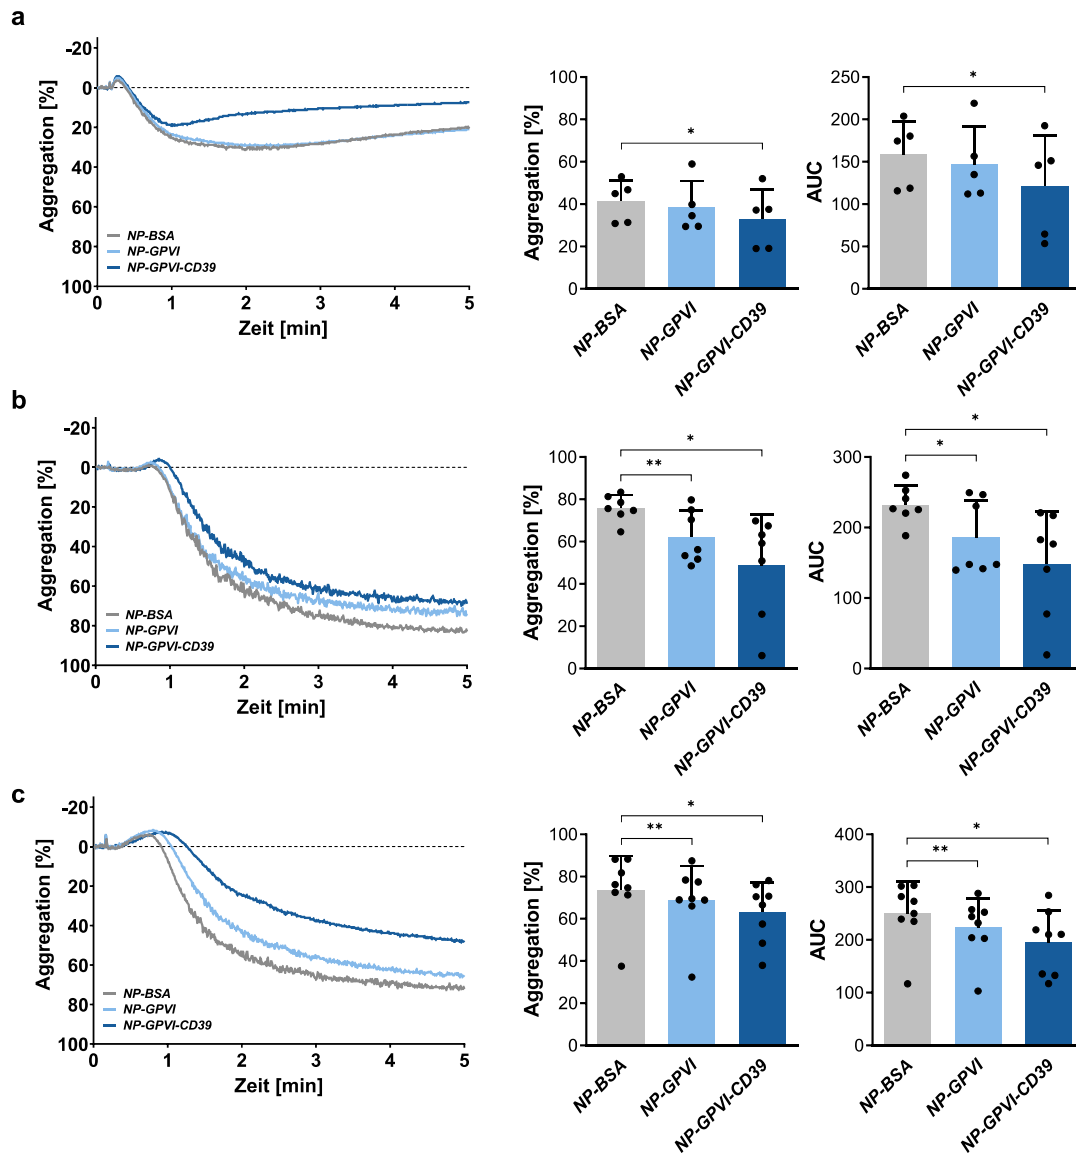 a
Aggregation [%]
-20
0
20
40
60
80
100
NP-BSA
NP-GPVI
NP-GPVI-CD39
0 1 2 3 4 5
Zeit [min]
Aggregation [%]
100
80
60
40
20
0
*
NP-BSA
NP-GPVI
NP-GPVI-CD39
AUC
250
200
150
100
50
0
*
NP-BSA
NP-GPVI
NP-GPVI-CD39
b
Aggregation [%]
-20
0
20
40
60
80
100
NP-BSA
NP-GPVI
NP-GPVI-CD39
0 1 2 3 4 5
Zeit [min]
Aggregation [%]
100
80
60
40
20
0
*
**
NP-BSA
NP-GPVI
NP-GPVI-CD39
AUC
300
200
100
0
*
*
NP-BSA
NP-GPVI
NP-GPVI-CD39
c
Aggregation [%]
-20
0
20
40
60
80
100
NP-BSA
NP-GPVI
NP-GPVI-CD39
0 1 2 3 4 5
Zeit [min]
Aggregation [%]
100
80
60
40
20
0
*
**
NP-BSA
NP-GPVI
NP-GPVI-CD39
AUC
400
300
200
100
0
*
**
NP-BSA
NP-GPVI
NP-GPVI-CD39